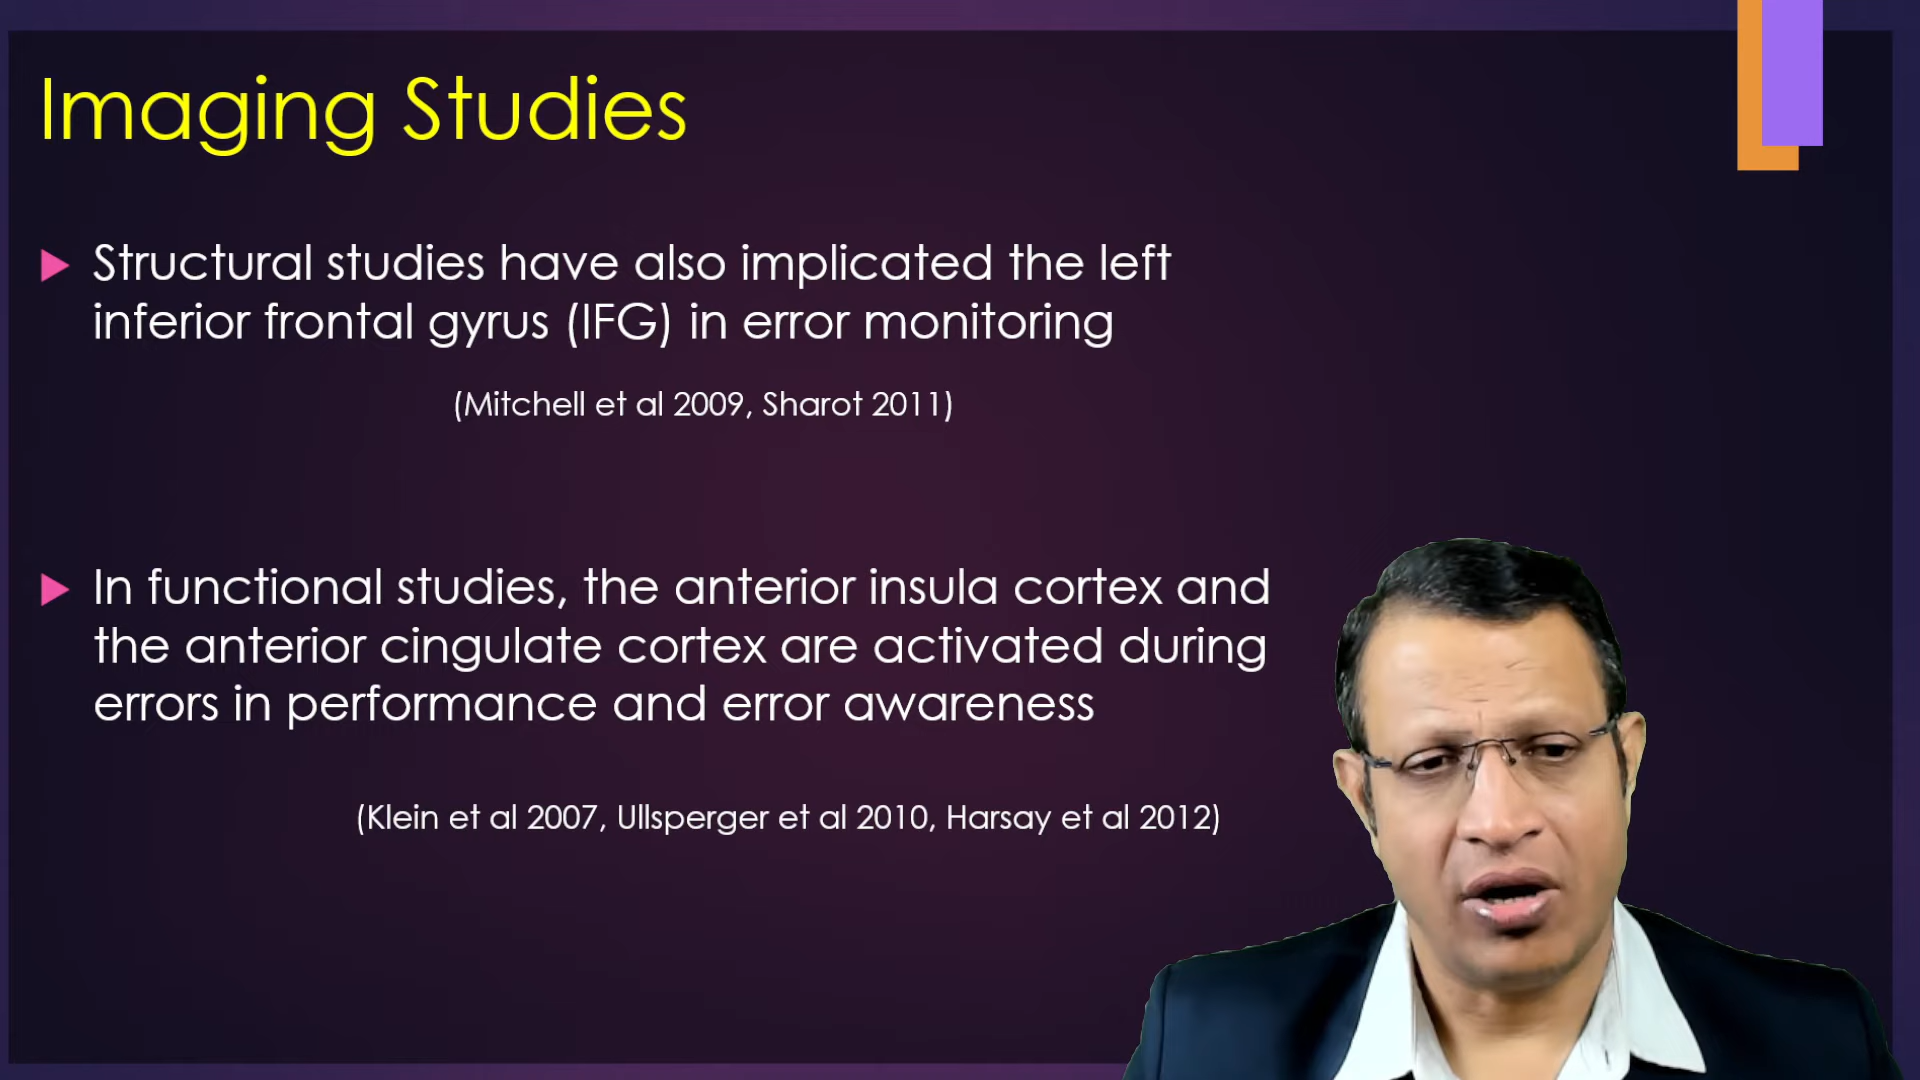 Imaging Studies
Structural studies have also implicated the left
inferior frontal gyrus (IFG) in error monitoring
(Mitchell et al 2009, Sharot 2011)
In functional studies, the anterior insula cortex and
the anterior cingulate cortex are activated during
errors in performance and error awareness
(Klein et al 2007, Ullsperger et al 2010, Harsay et al 2012)